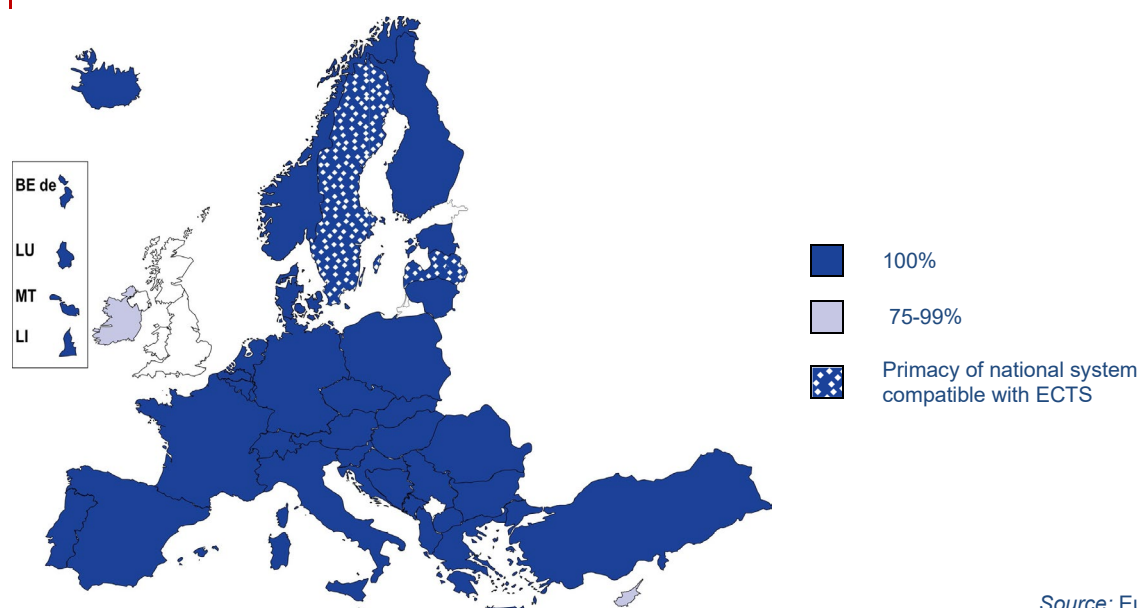 BE de
LU
MT
LI
100%
75-99%
Primacy of national system
compatible with ECTS
Source: